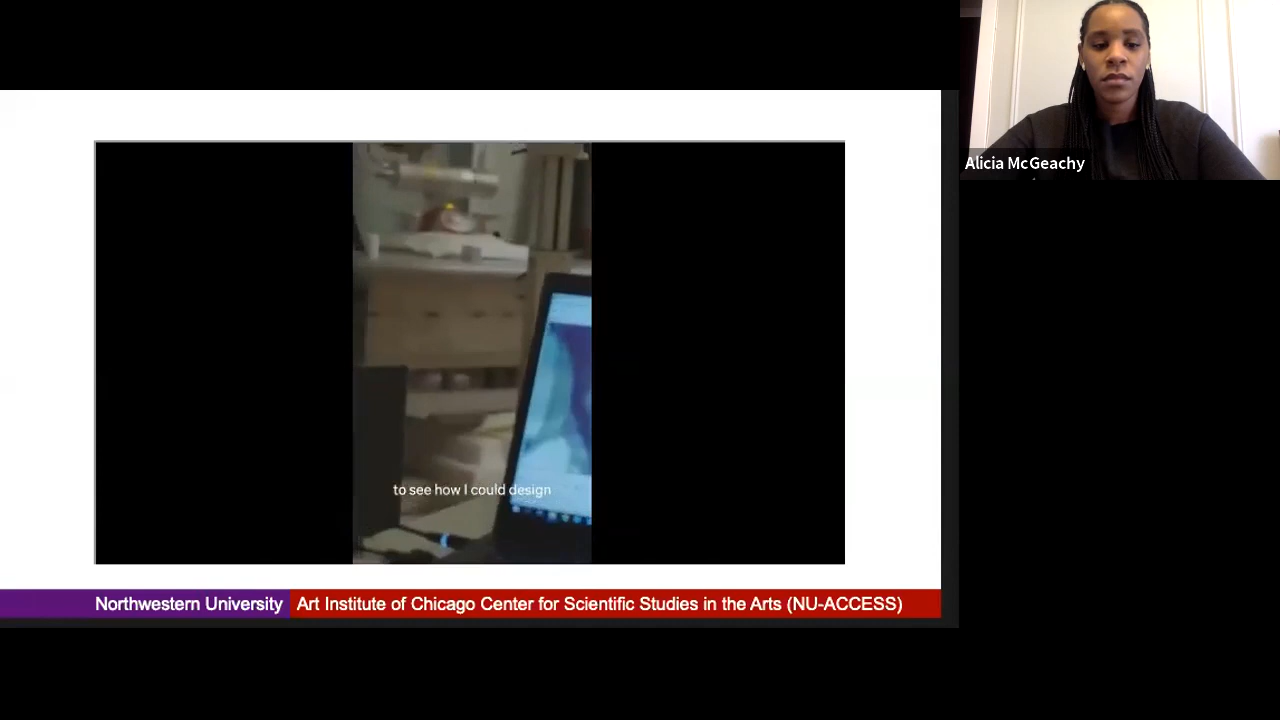 Alicia McGeachy
to see how I could design
Northwestern University
Art Institute of Chicago Center for Scientific Studies in the Arts (NU-ACCESS)